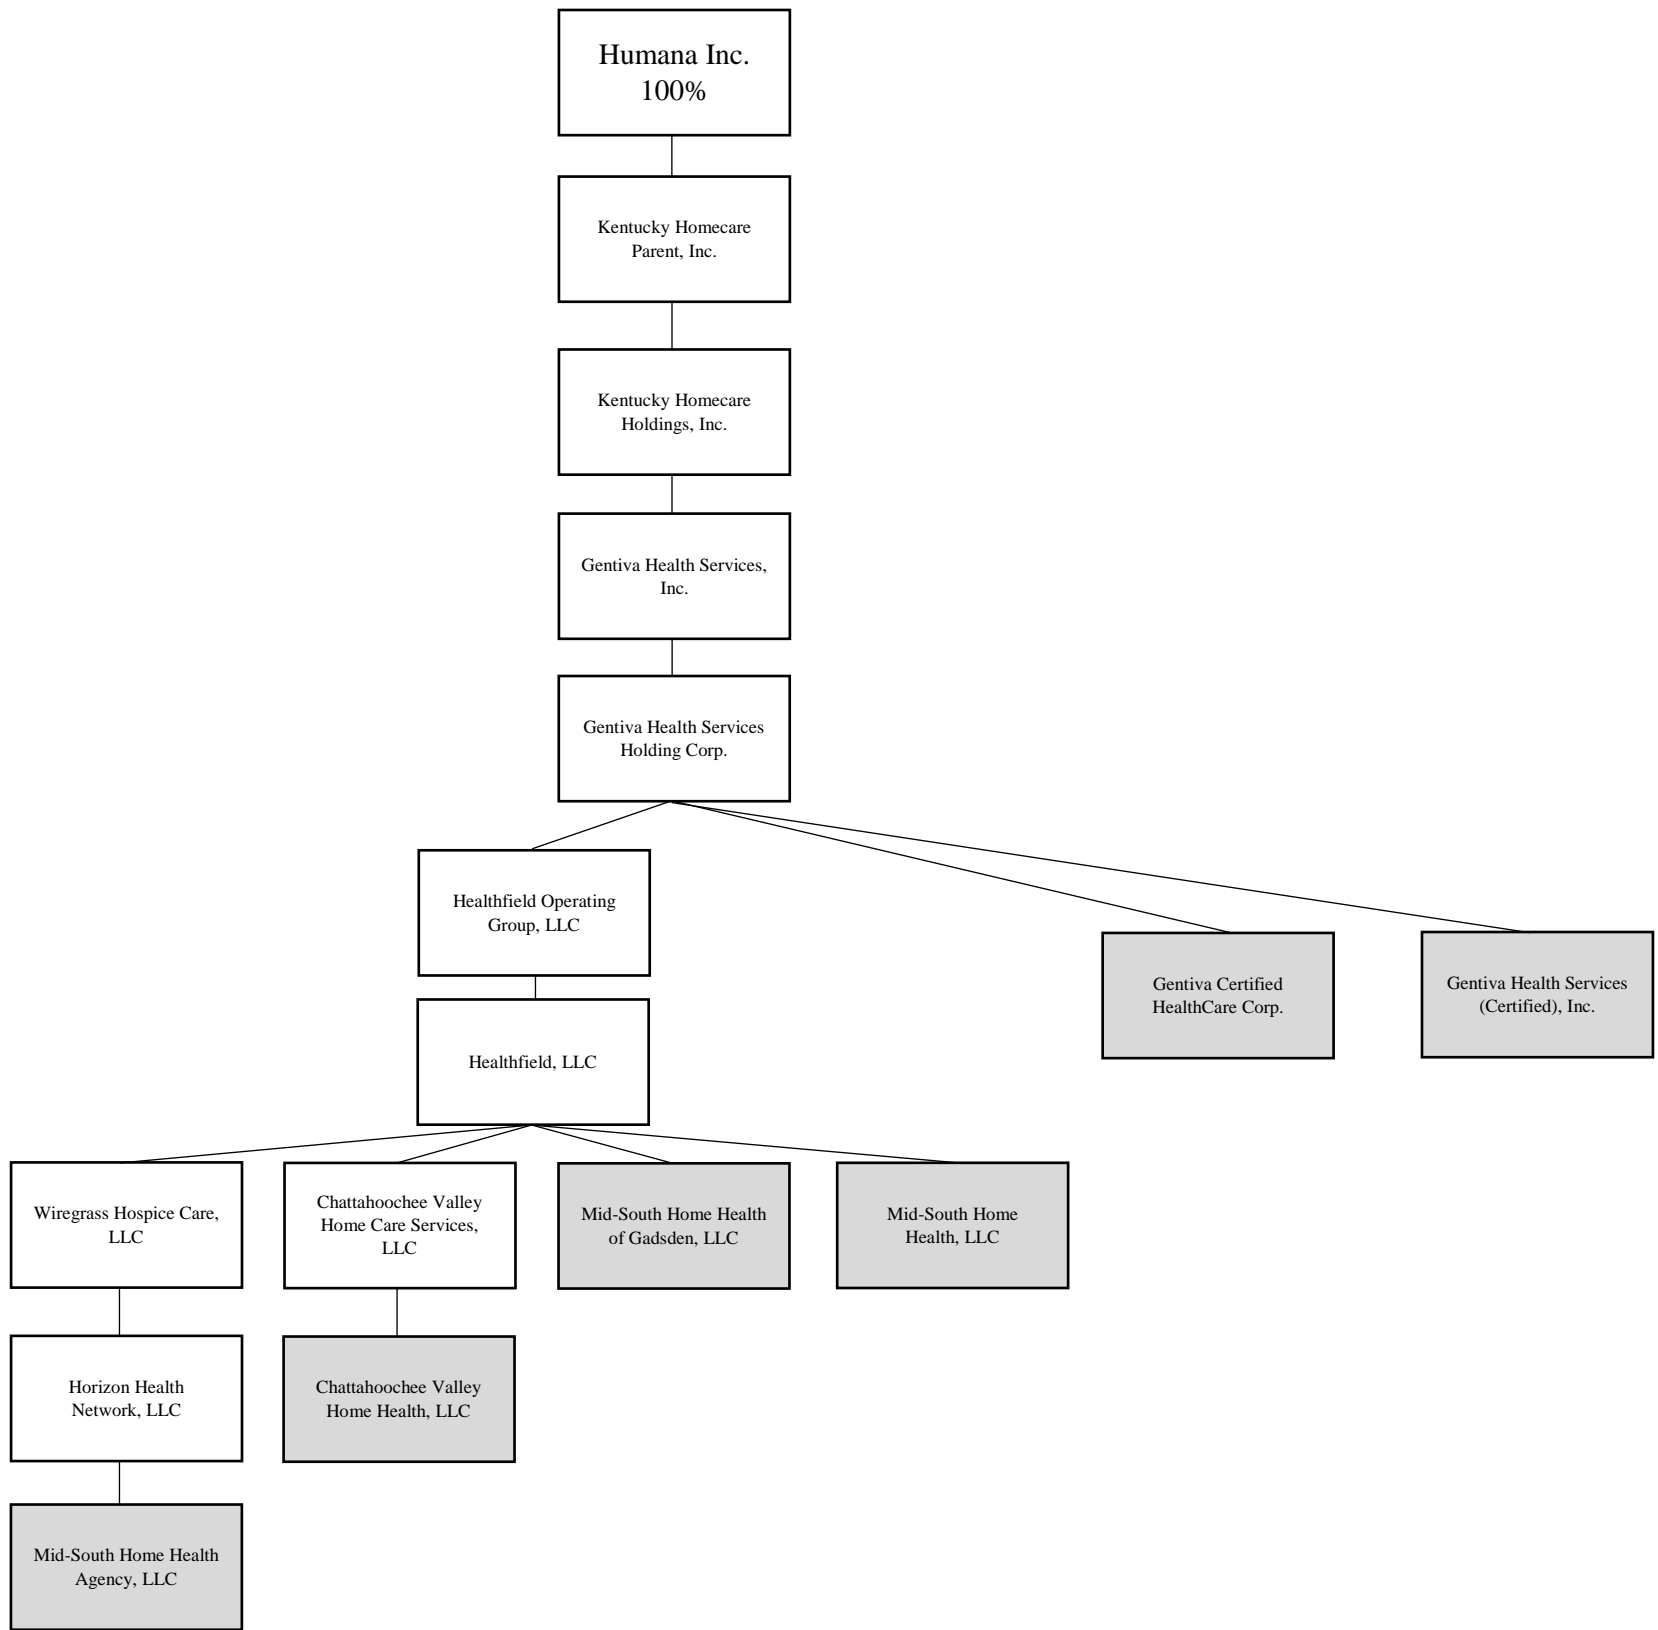 Humana Inc.
100%
Kentucky Homecare
Parent, Inc.
Kentucky Homecare
Holdings, Inc.
Gentiva Health Services,
Inc.
Gentiva Health Services
Holding Corp.
Healthfield Operating
Group, LLC
Gentiva Certified
HealthCare Corp.
Gentiva Health Services
(Certified), Inc.
Healthfield, LLC
Wiregrass Hospice Care,
LLC
Chattahoochee Valley
Home Care Services,
LLC
Mid-South Home Health
of Gadsden, LLC
Mid-South Home
Health, LLC
Horizon Health
Network, LLC
Chattahoochee Valley
Home Health, LLC
Mid-South Home Health
Agency, LLC